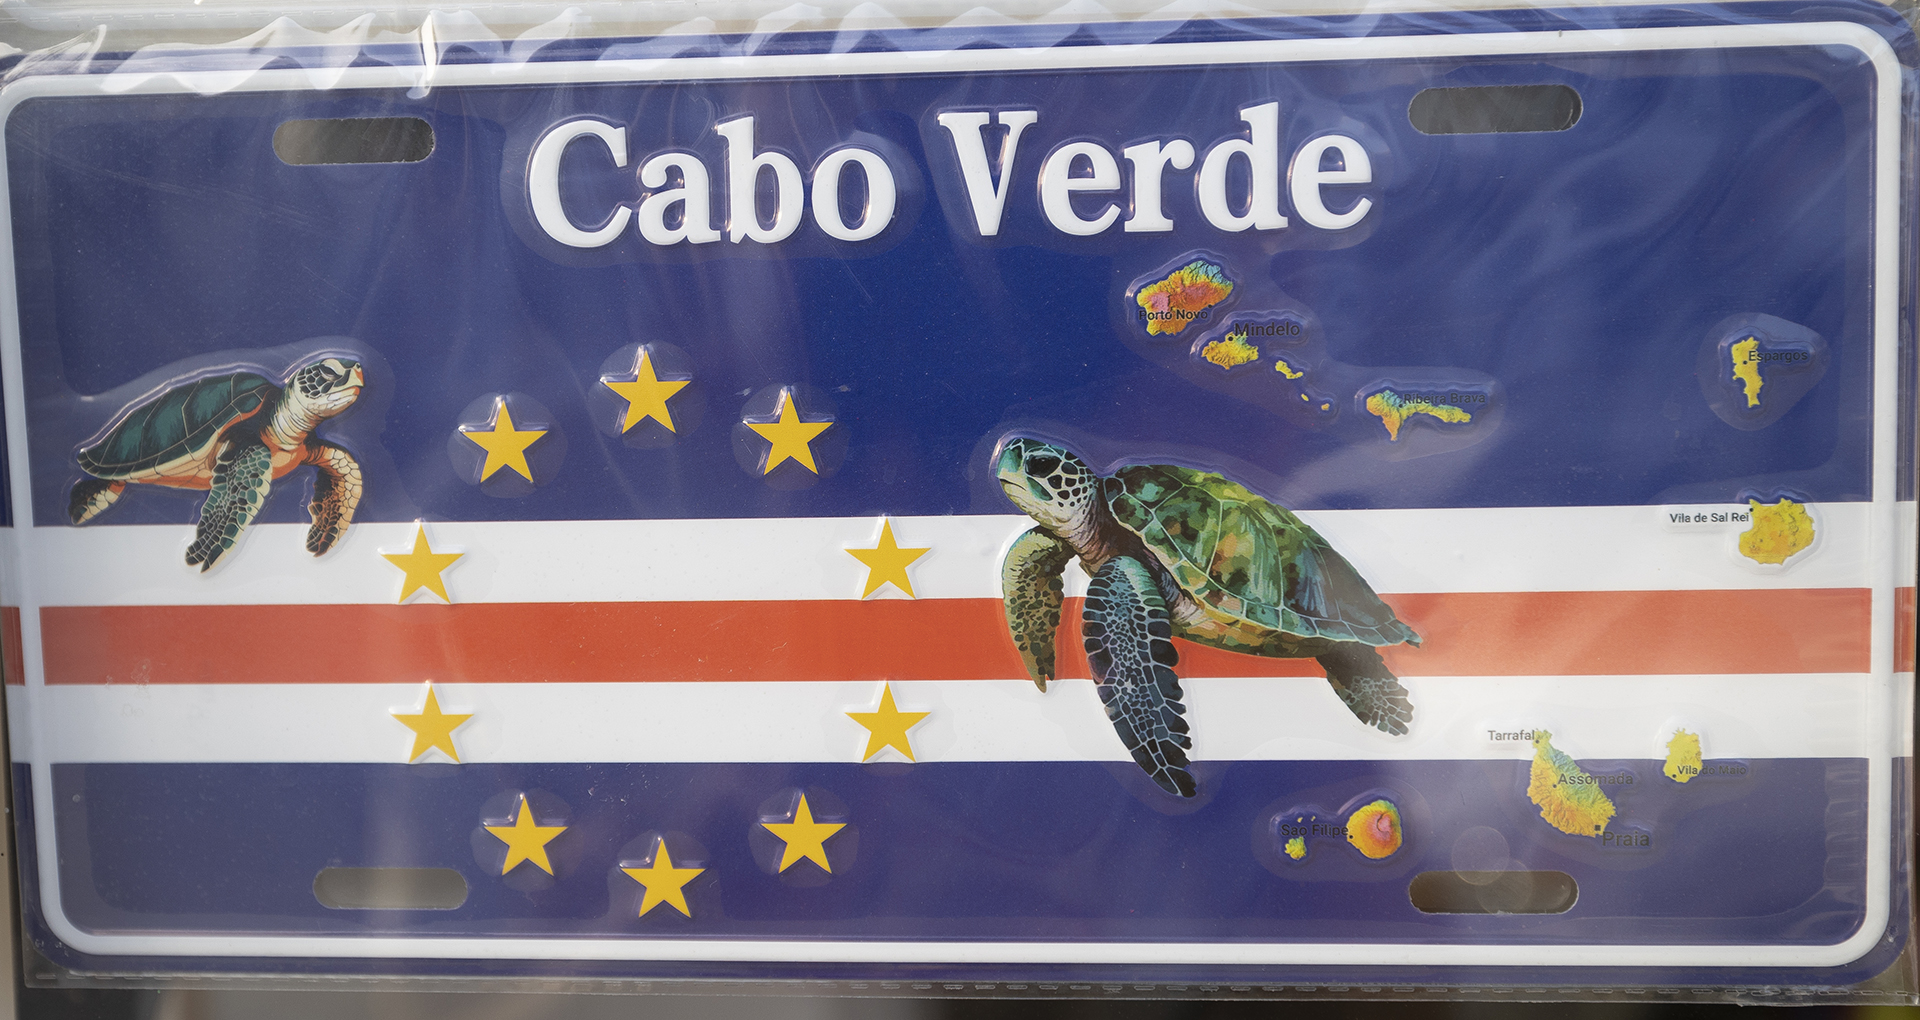 Cabo Verde
Porto Novo
Mindelo
Ribeira Brava
Espargos
Vila de Sal Rei
Tarrafal
Assomada
Vila do Maio
São Filipe
Praia